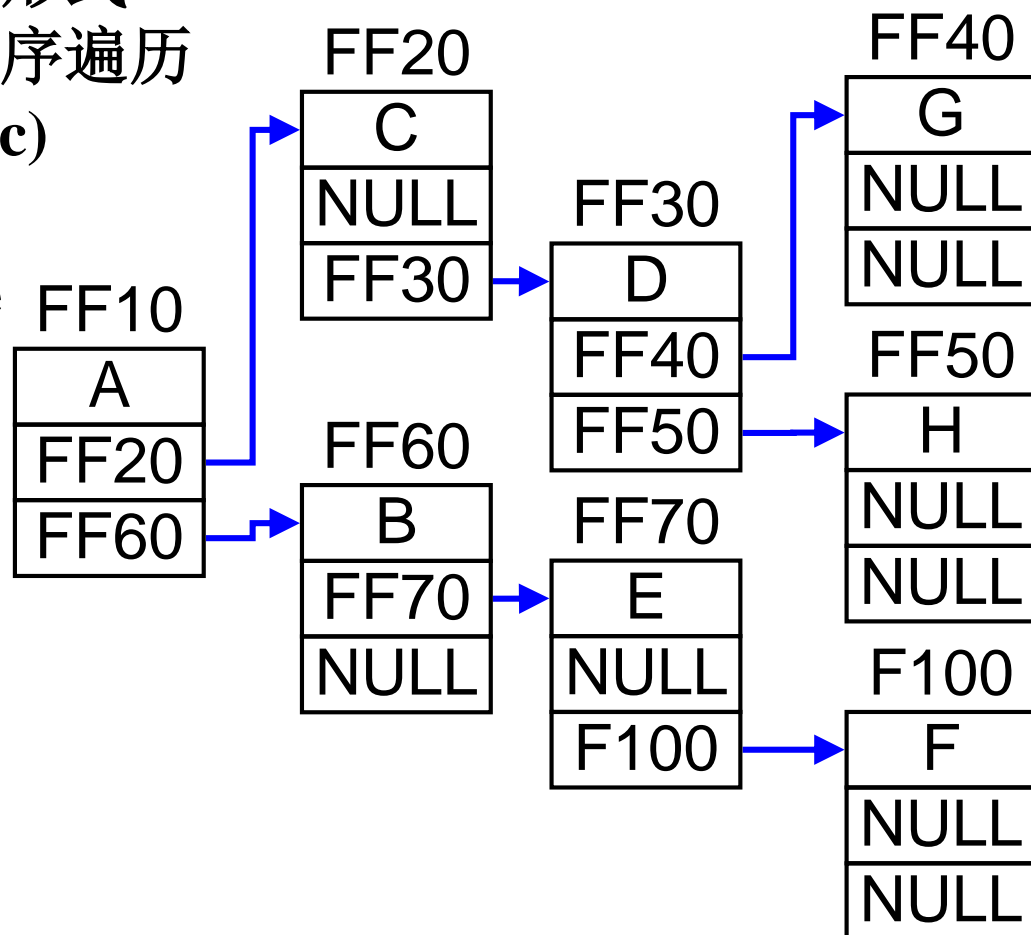 序遍历
c)
FF10
A
FF20
FF60
FF20
C
NULL
FF30
FF60
B
FF70
NULL
FF30
D
FF40
FF50
FF70
E
NULL
F100
FF40
G
NULL
NULL
FF50
H
NULL
NULL
F100
F
NULL
NULL